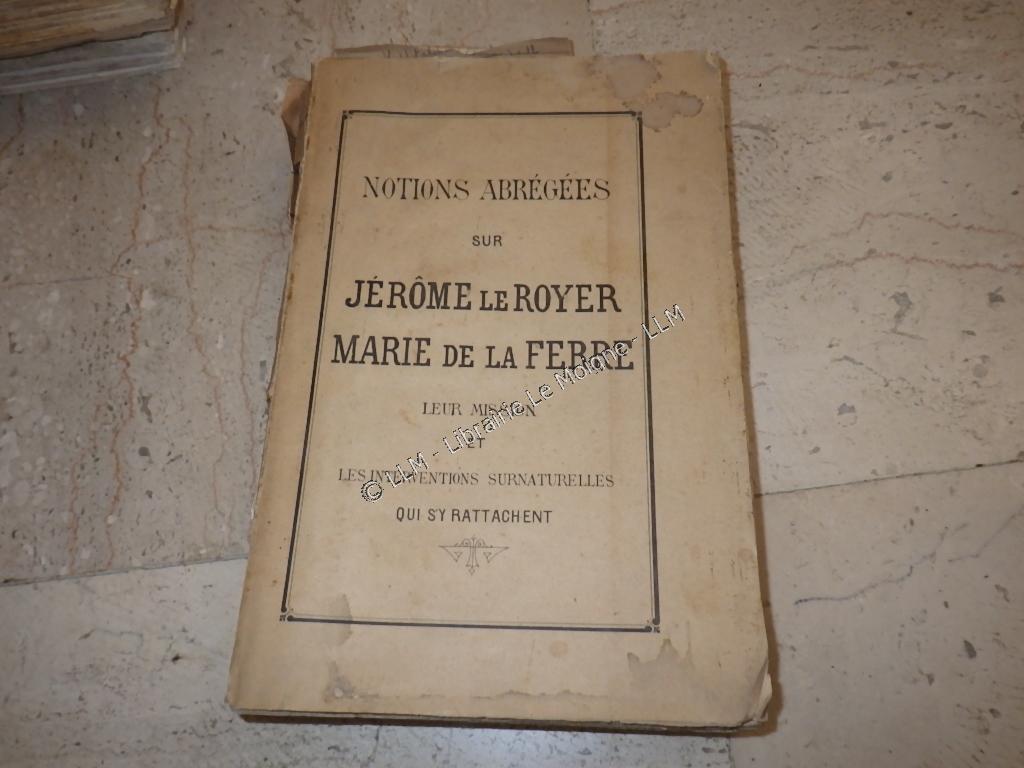 NOTIONS ABRÉGÉES
SUR
JÉRÔME LE ROYER
MARIE DE LA FERRE
LEUR MISSION
ET
LES INTERVENTIONS SURNATURELLES
QUI S'Y RATTACHENT
© LLM - Librairie Le Moigne - LLM